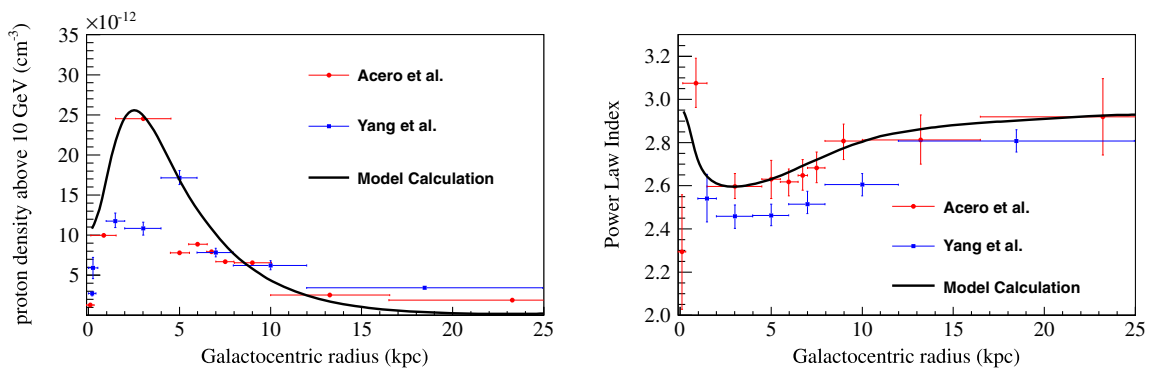 ×10⁻¹²
proton density above 10 GeV (cm⁻³)
35
30
25
20
15
10
5
0 5 10 15 20 25
Galactocentric radius (kpc)
Acero et al.
Yang et al.
Model Calculation
Power Law Index
3.2
3.0
2.8
2.6
2.4
2.2
2.0
0 5 10 15 20 25
Galactocentric radius (kpc)
Acero et al.
Yang et al.
Model Calculation